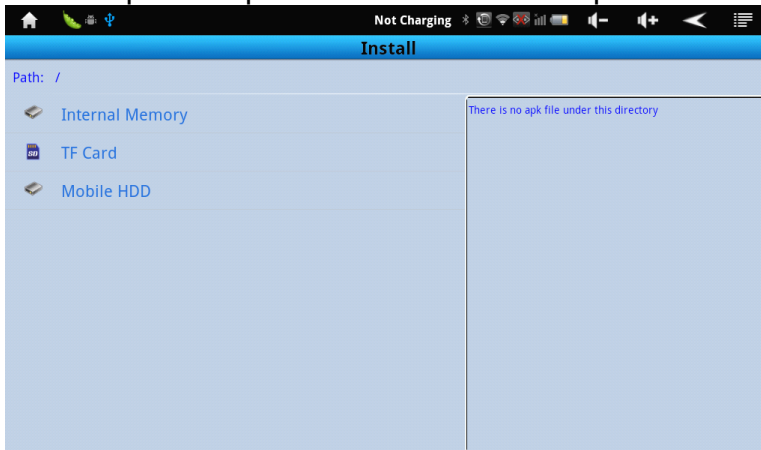 Not Charging
Install
Path: /
Internal Memory
There is no apk file under this directory
TF Card
Mobile HDD